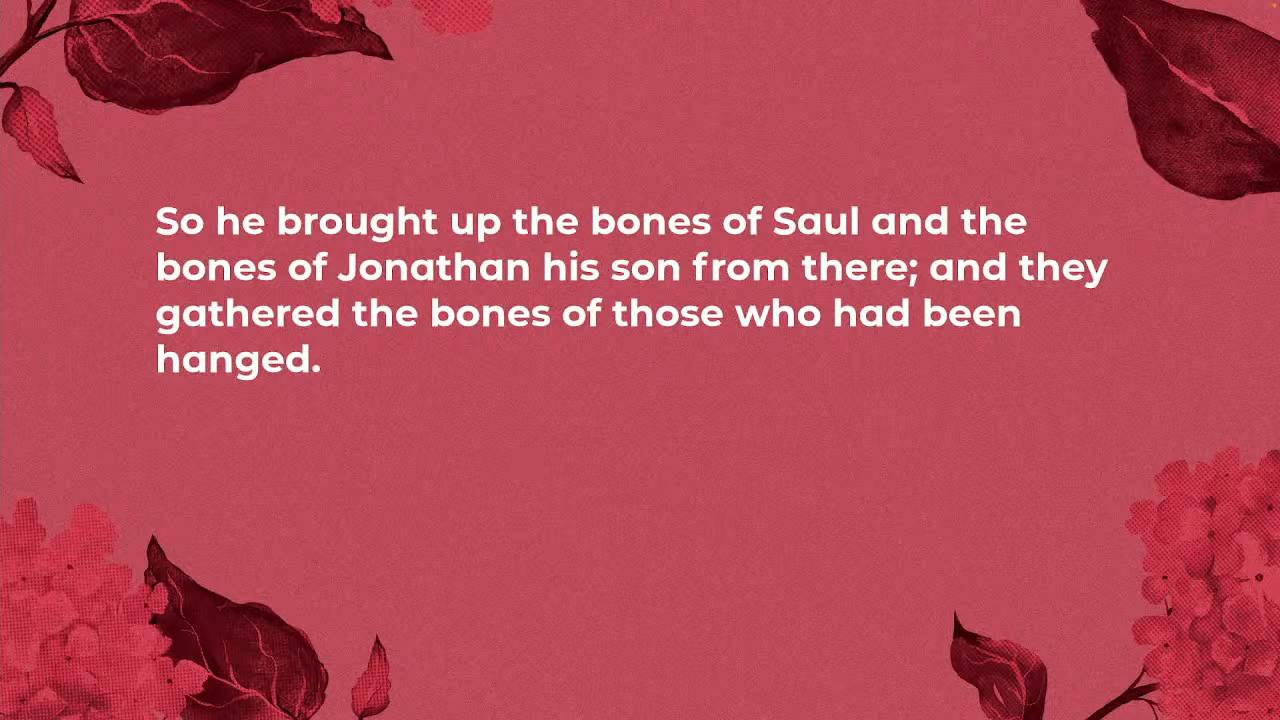 So he brought up the bones of Saul and the
bones of Jonathan his son from there; and they
gathered the bones of those who had been
hanged.